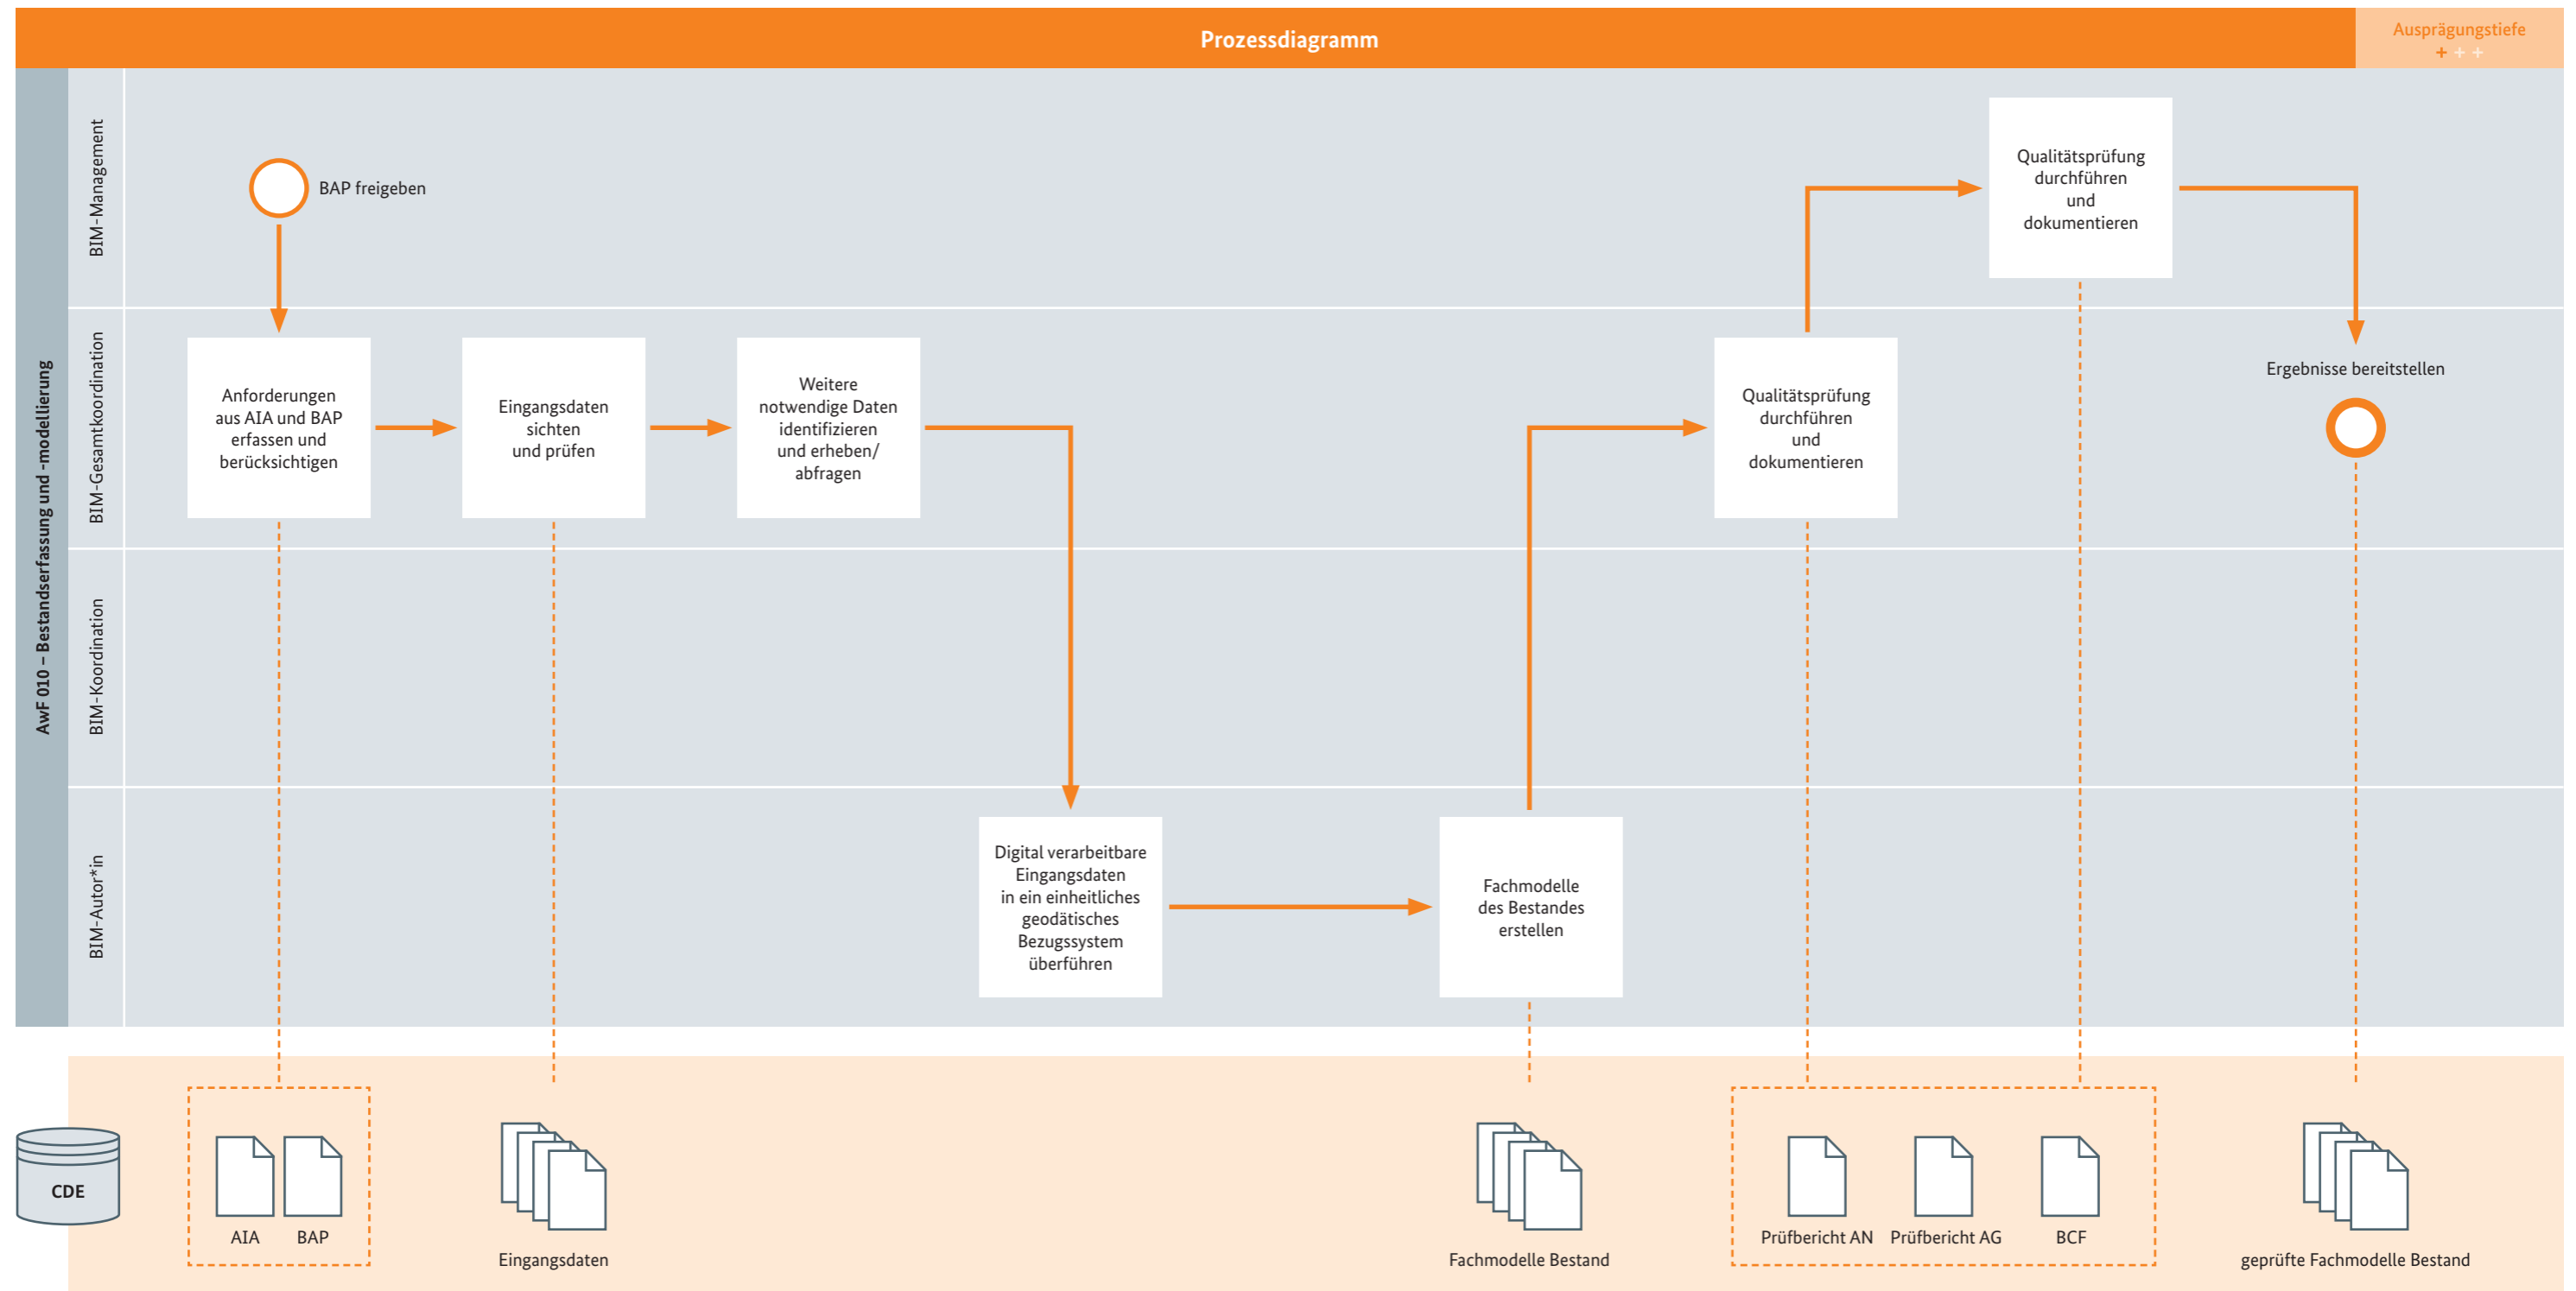 Prozessdiagramm
Ausprägungstiefe
+ + +
AwF 010 – Bestandserfassung und -modellierung
BIM-Management
BAP freigeben
Qualitätsprüfung
durchführen
und
dokumentieren
BIM-Gesamtkoordination
Anforderungen
aus AIA und BAP
erfassen und
berücksichtigen
Eingangsdaten
sichten
und prüfen
Weitere
notwendige Daten
identifizieren
und erheben/
abfragen
Qualitätsprüfung
durchführen
und
dokumentieren
Ergebnisse bereitstellen
BIM-Koordination
BIM-Autor*in
Digital verarbeitbare
Eingangsdaten
in ein einheitliches
geodätisches
Bezugssystem
überführen
Fachmodelle
des Bestandes
erstellen
CDE
AIA
BAP
Eingangsdaten
Fachmodelle Bestand
Prüfbericht AN
Prüfbericht AG
BCF
geprüfte Fachmodelle Bestand